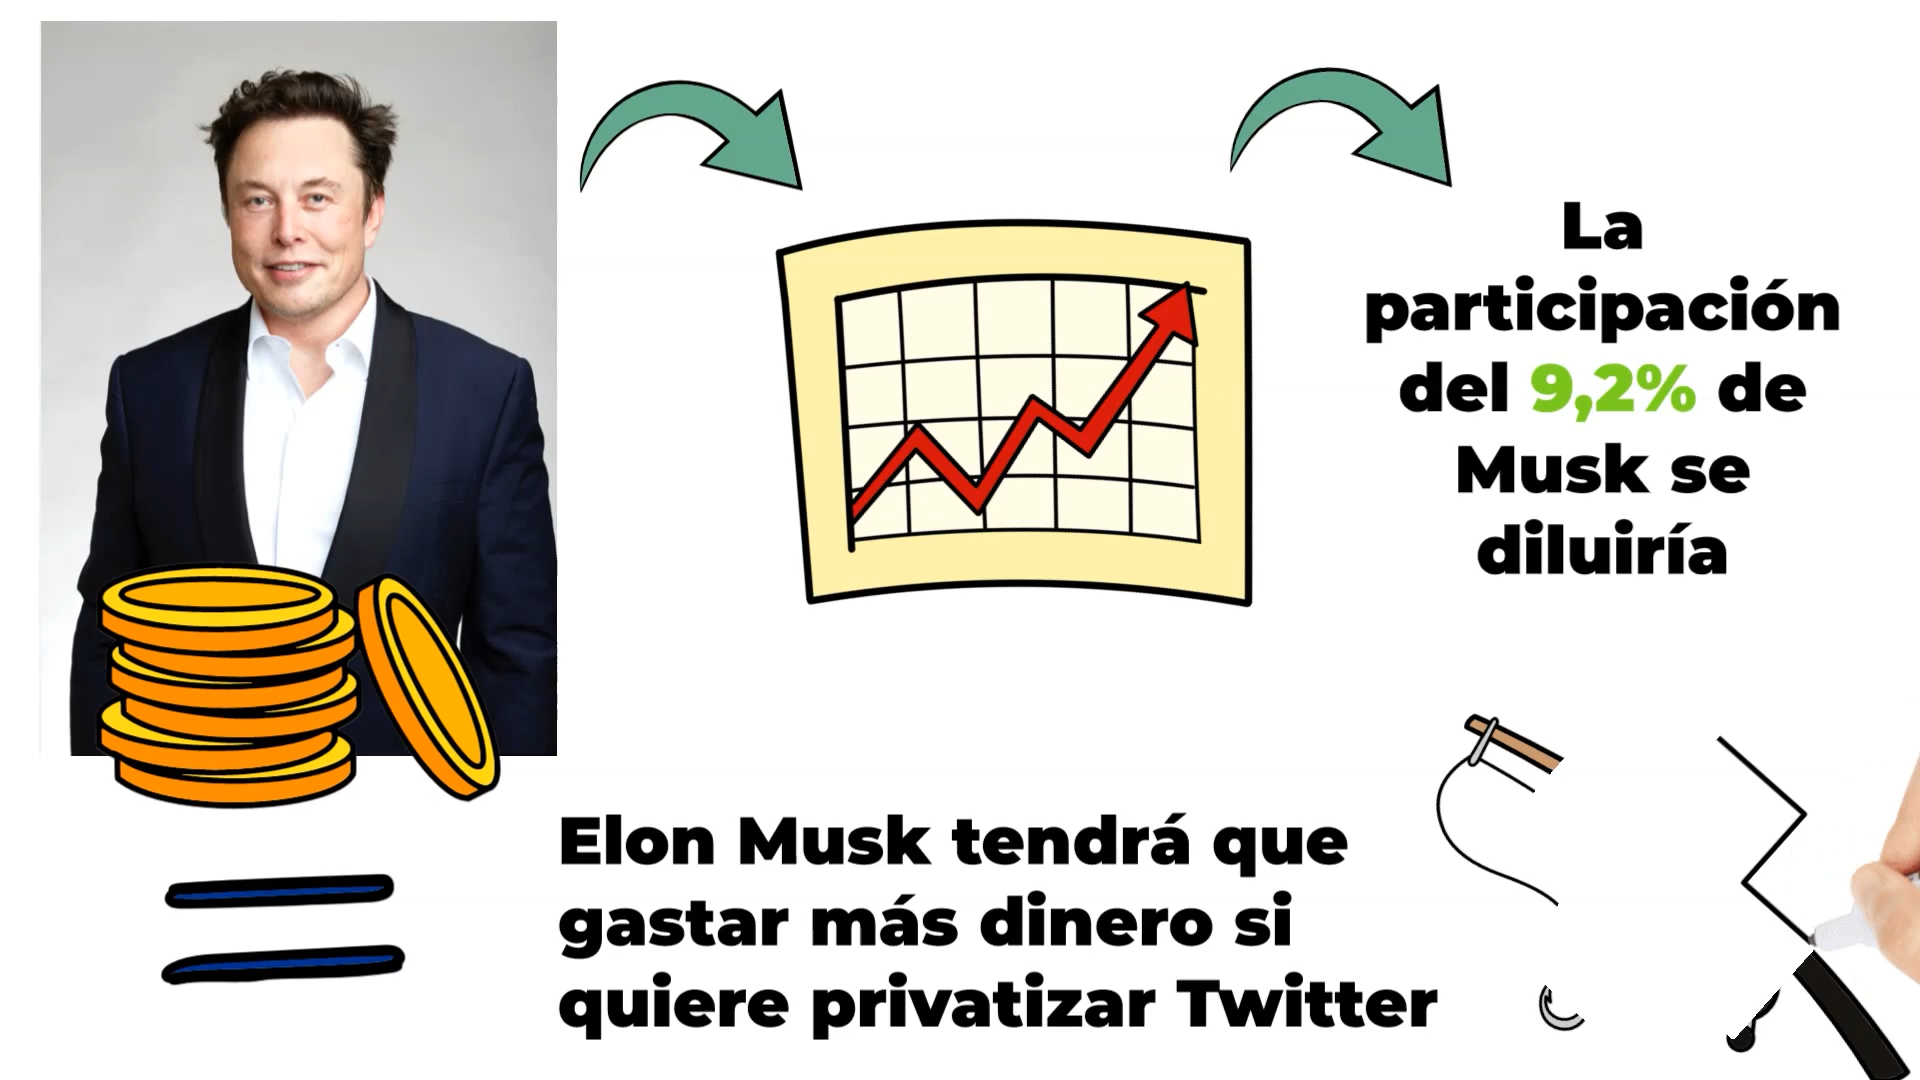 La
participación
del 9,2% de
Musk se
diluiría
Elon Musk tendrá que
gastar más dinero si
quiere privatizar Twitter